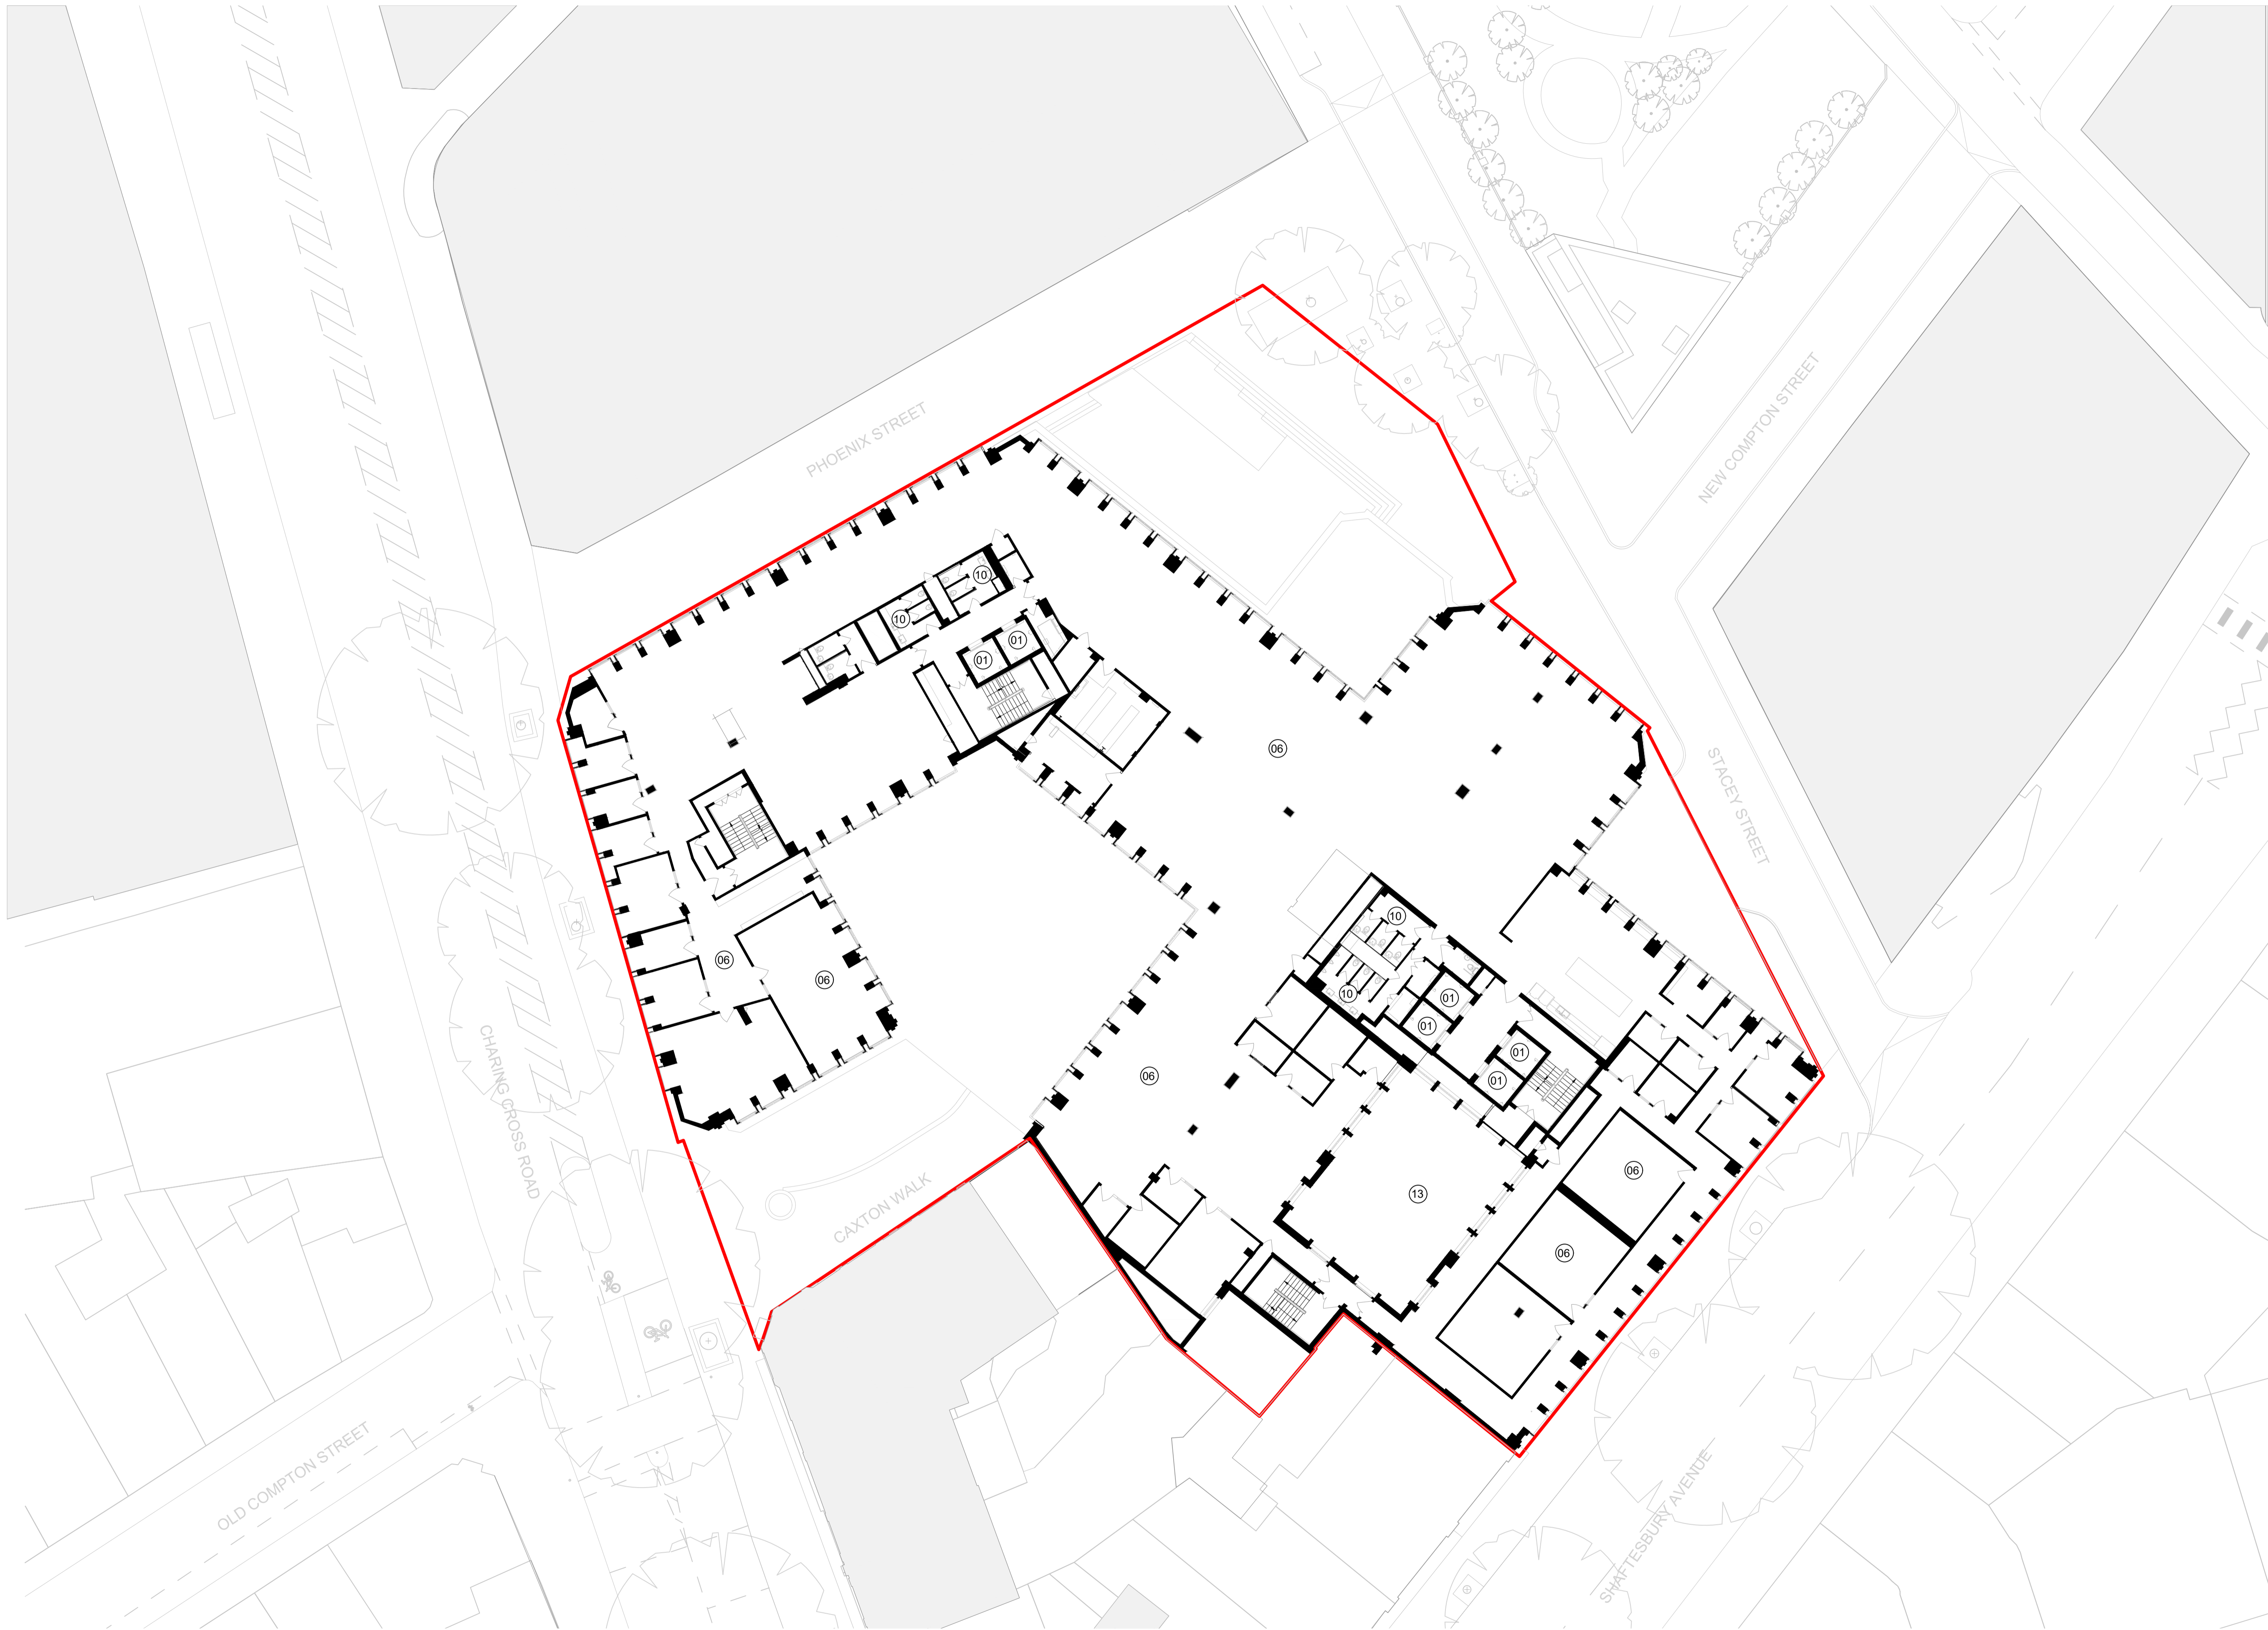 PHOENIX STREET
NEW COMPTON STREET
10
10
01
01
06
STACEY STREET
10
06
06
10
01
01
CHARING CROSS ROAD
01
06
01
06
13
CAXTON WALK
06
OLD COMPTON STREET
SHAFTESBURY AVENUE